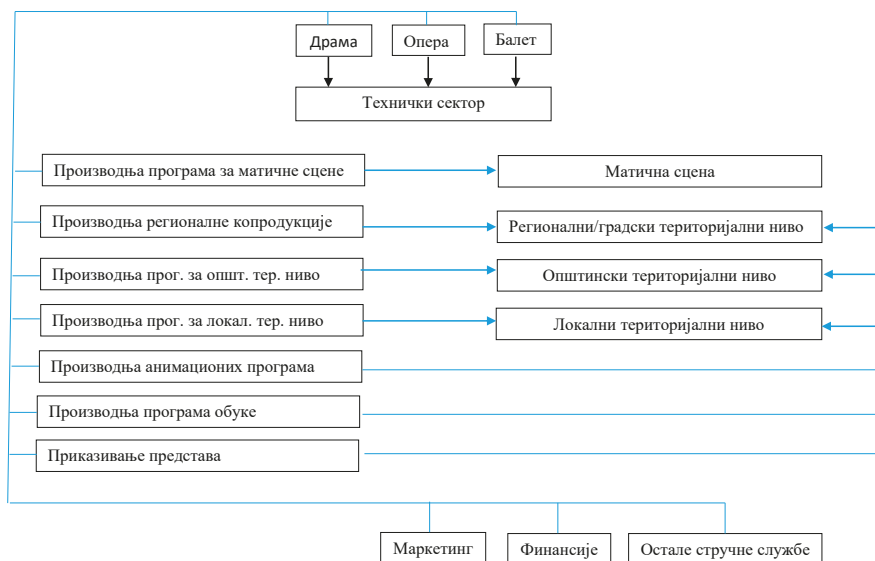 Драма
Опера
Балет
Технички сектор
Производња програма за матичне сцене
Матична сцена
Производња регионалне копродукције
Регионални/градски територијални ниво
Производња прог. за општ. тер. ниво
Општински територијални ниво
Производња прог. за локал. тер. ниво
Локални територијални ниво
Производња анимационих програма
Производња програма обуке
Приказивање представа
Маркетинг
Финансије
Остале стручне службе